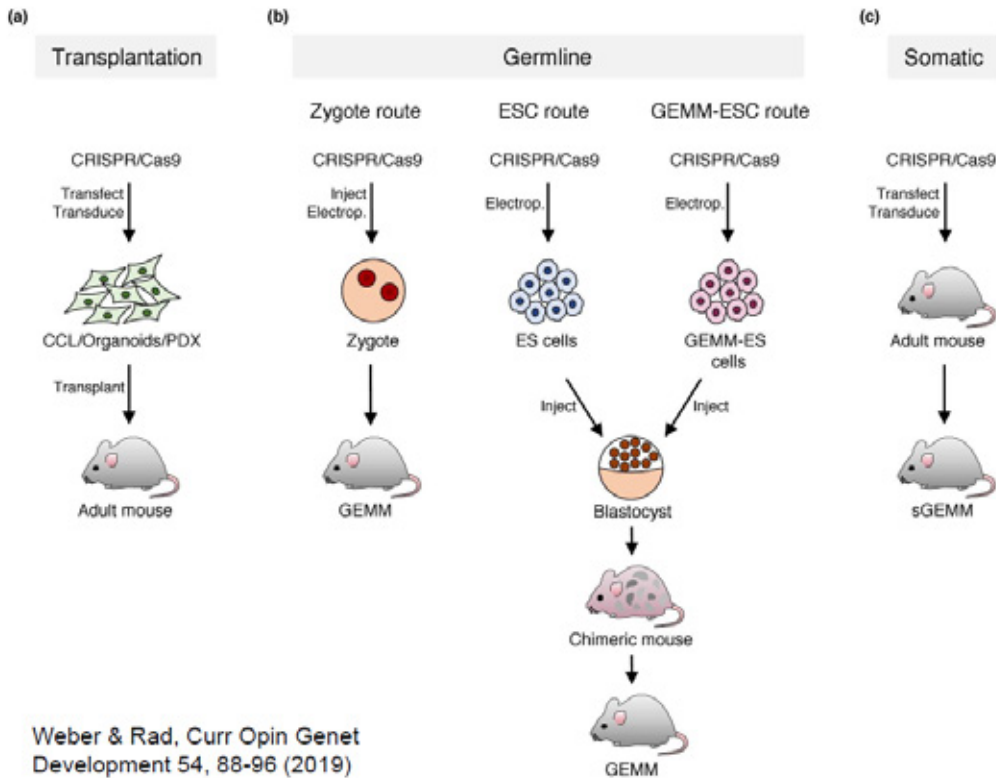 (a)
Transplantation
CRISPR/Cas9
Transfect
Transduce
CCL/Organoids/PDX
Transplant
Adult mouse
(b)
Germline
Zygote route
CRISPR/Cas9
Inject
Electrop.
Zygote
GEMM
ESC route
CRISPR/Cas9
Electrop.
ES cells
Inject
GEMM-ESC route
CRISPR/Cas9
Electrop.
GEMM-ES
cells
Inject
Blastocyst
Chimeric mouse
GEMM
(c)
Somatic
CRISPR/Cas9
Transfect
Transduce
Adult mouse
sGEMM
Weber & Rad, Curr Opin Genet
Development 54, 88-96 (2019)